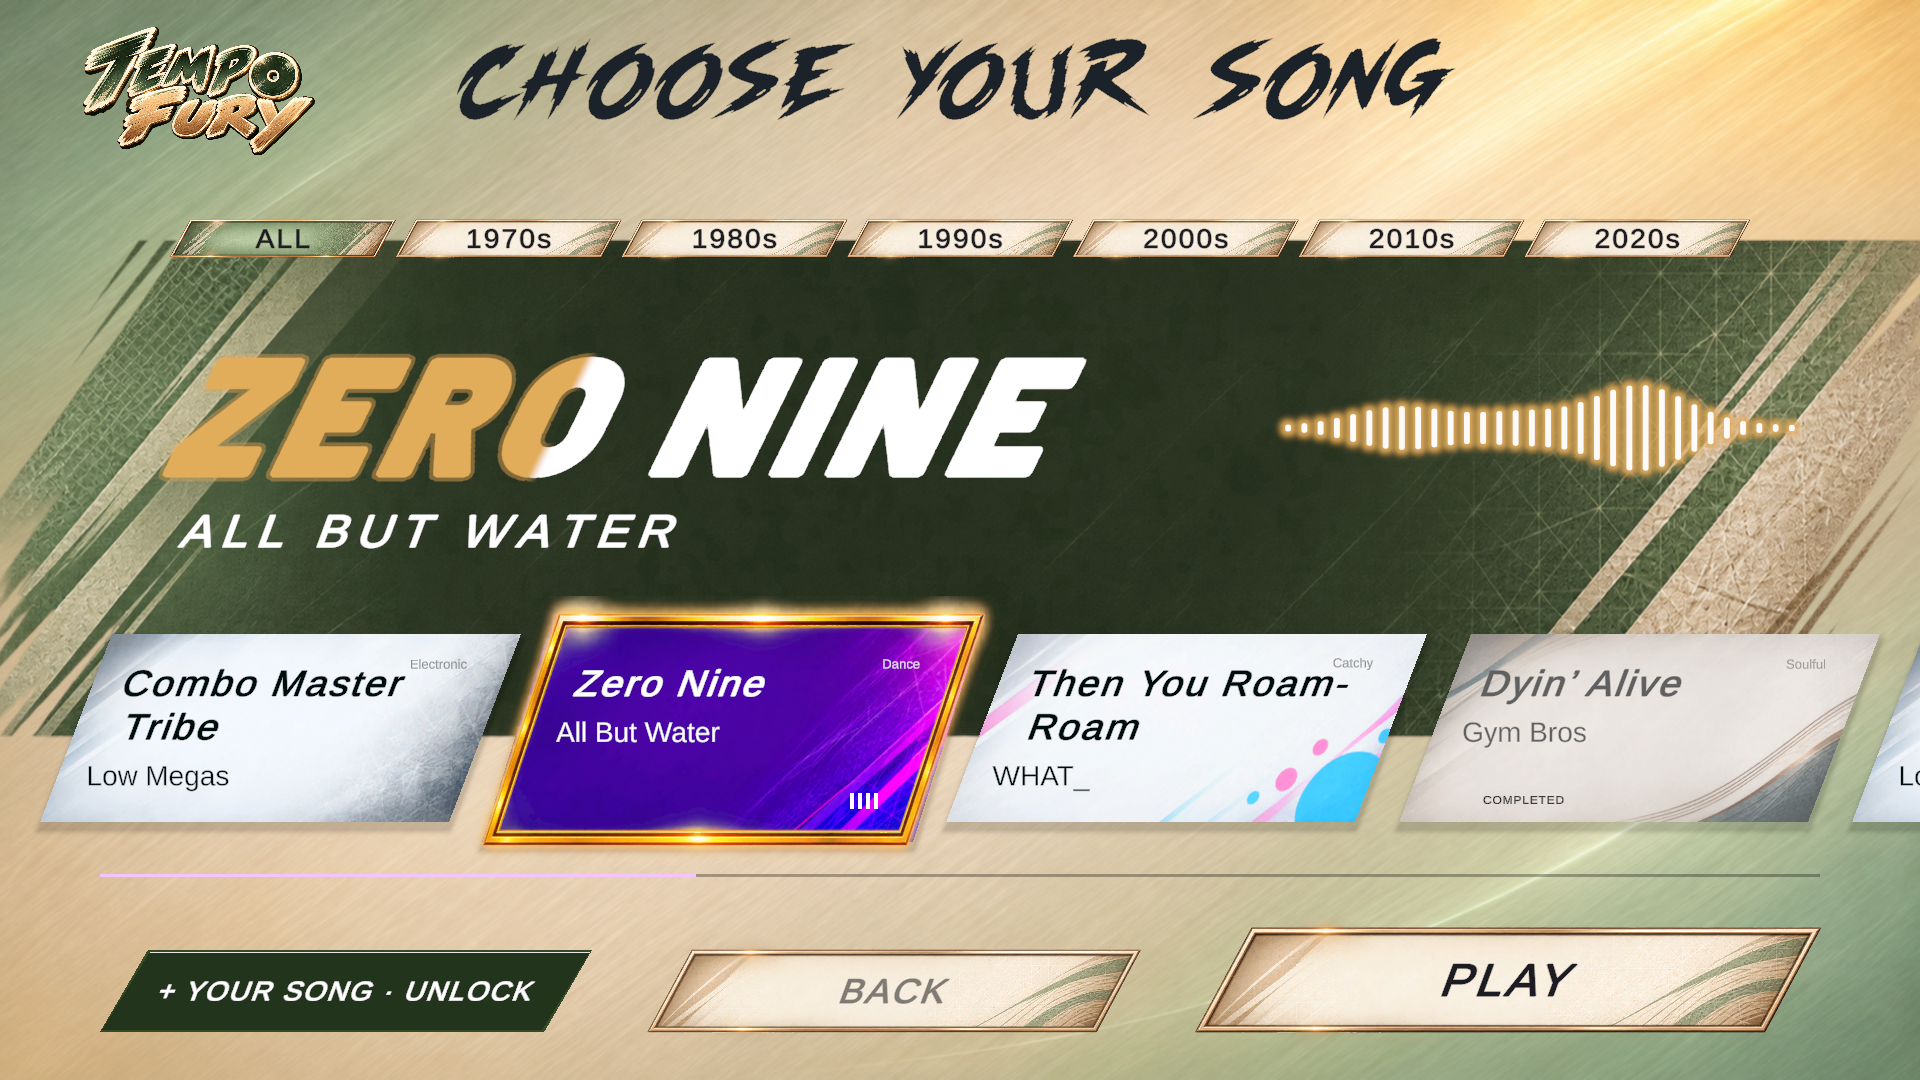 TEMPO
FURY
CHOOSE YOUR SONG
ALL
1970s
1980s
1990s
2000s
2010s
2020s
ZERO NINE
ALL BUT WATER
Combo Master
Tribe
Electronic
Low Megas
Zero Nine
Dance
All But Water
Then You Roam-
Roam
Catchy
WHAT_
Dyin’ Alive
Soulful
Gym Bros
COMPLETED
+ YOUR SONG · UNLOCK
BACK
PLAY